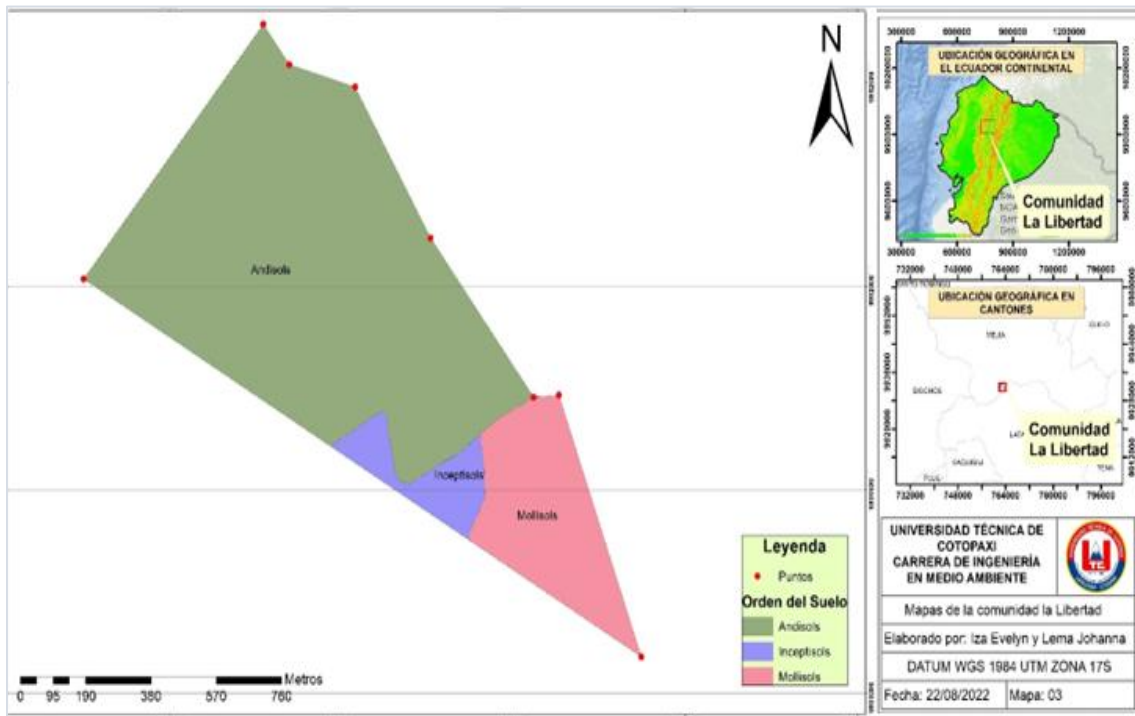 N
Andisols
Inceptisols
Mollisols
Leyenda
Puntos
Orden del Suelo
Andisols
Inceptisols
Mollisols
Metros
0 95 190 380 570 760
300000 600000 900000 1200000
UBICACIÓN GEOGRÁFICA EN
EL ECUADOR CONTINENTAL
Comunidad
La Libertad
300000 600000 900000 1200000
732000 748000 764000 780000 796000
UBICACIÓN GEOGRÁFICA EN
CANTONES
MEJIA
SIGCHOS
Comunidad
La Libertad
TENA
732000 748000 764000 780000 796000
UNIVERSIDAD TÉCNICA DE
COTOPAXI
CARRERA DE INGENIERÍA
EN MEDIO AMBIENTE
UTC
Mapas de la comunidad la Libertad
Elaborado por: Iza Evelyn y Lema Johanna
DATUM WGS 1984 UTM ZONA 17S
Fecha: 22/08/2022 Mapa: 03